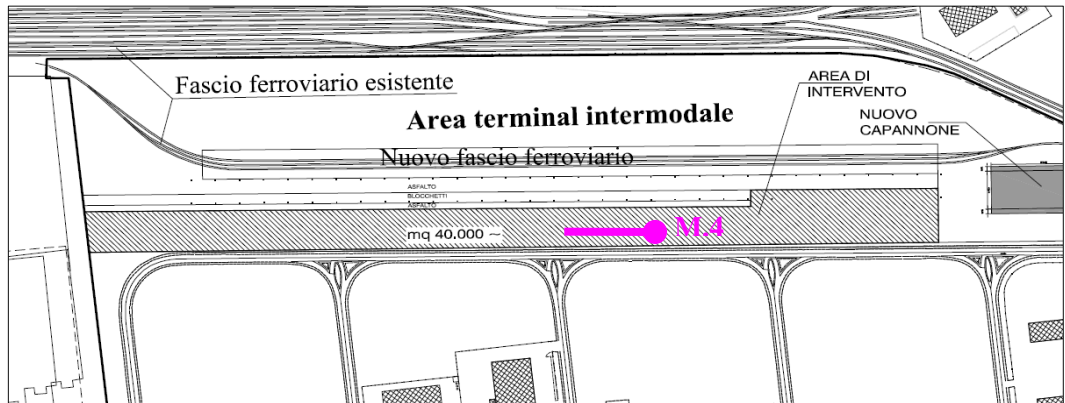 Fascio ferroviario esistente
AREA DI
INTERVENTO
Area terminal intermodale
NUOVO
CAPANNONE
Nuovo fascio ferroviario
ASFALTO
BLOCCHETTI
ASFALTO
mq 40.000 ~
M.4